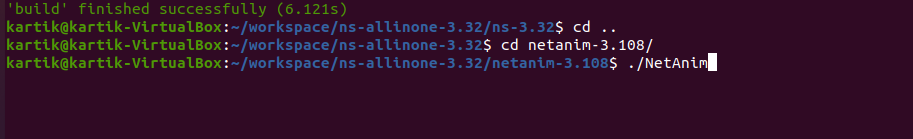 'build' finished successfully (6.121s)
kartik@kartik-VirtualBox:~/workspace/ns-allinone-3.32/ns-3.32$ cd ..
kartik@kartik-VirtualBox:~/workspace/ns-allinone-3.32$ cd netanim-3.108/
kartik@kartik-VirtualBox:~/workspace/ns-allinone-3.32/netanim-3.108$ ./NetAnim